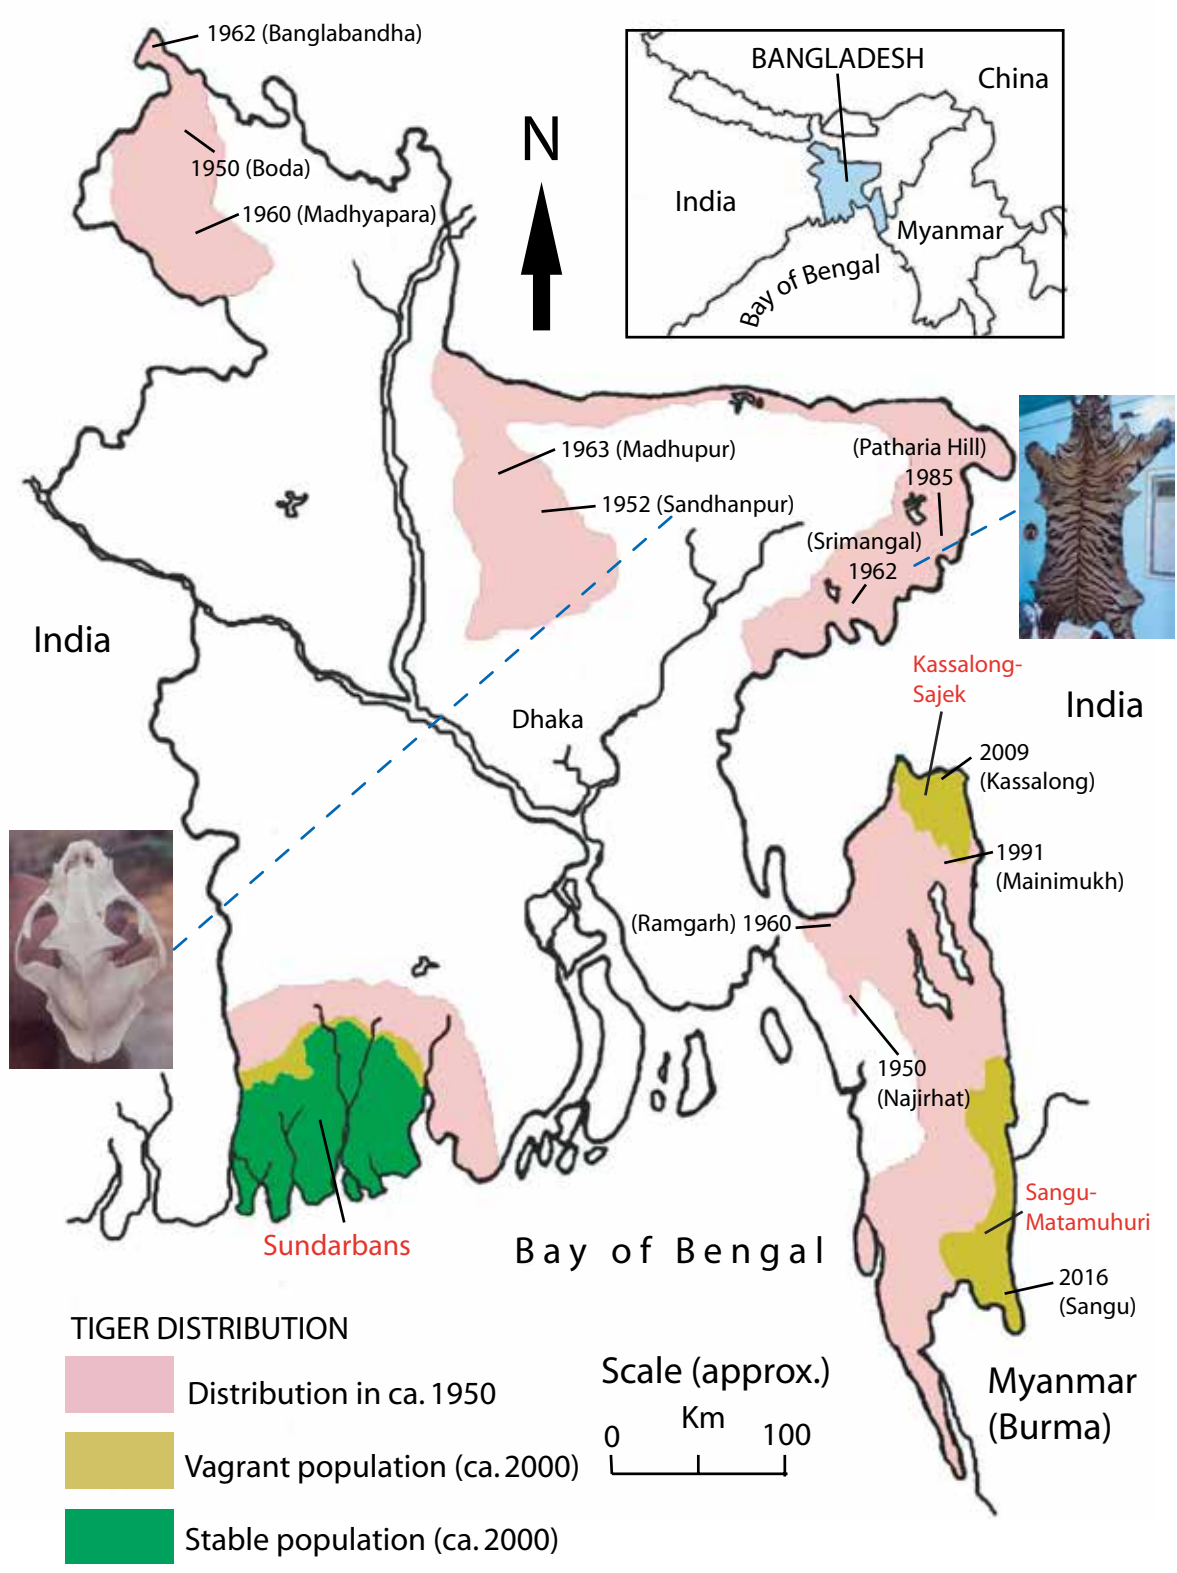 1962 (Banglabandha)
1950 (Boda)
1960 (Madhyapara)
N
BANGLADESH
China
India
Myanmar
Bay of Bengal
1963 (Madhupur)
1952 (Sandhanpur)
(Patharia Hill)
1985
(Srimangal)
1962
India
Dhaka
Kassalong-
Sajek
India
2009
(Kassalong)
1991
(Mainimukh)
(Ramgarh) 1960
1950
(Najirhat)
Sangu-
Matamuhuri
Sundarbans
Bay of Bengal
2016
(Sangu)
TIGER DISTRIBUTION
Distribution in ca. 1950
Vagrant population (ca. 2000)
Stable population (ca. 2000)
Scale (approx.)
Km
0 100
Myanmar
(Burma)